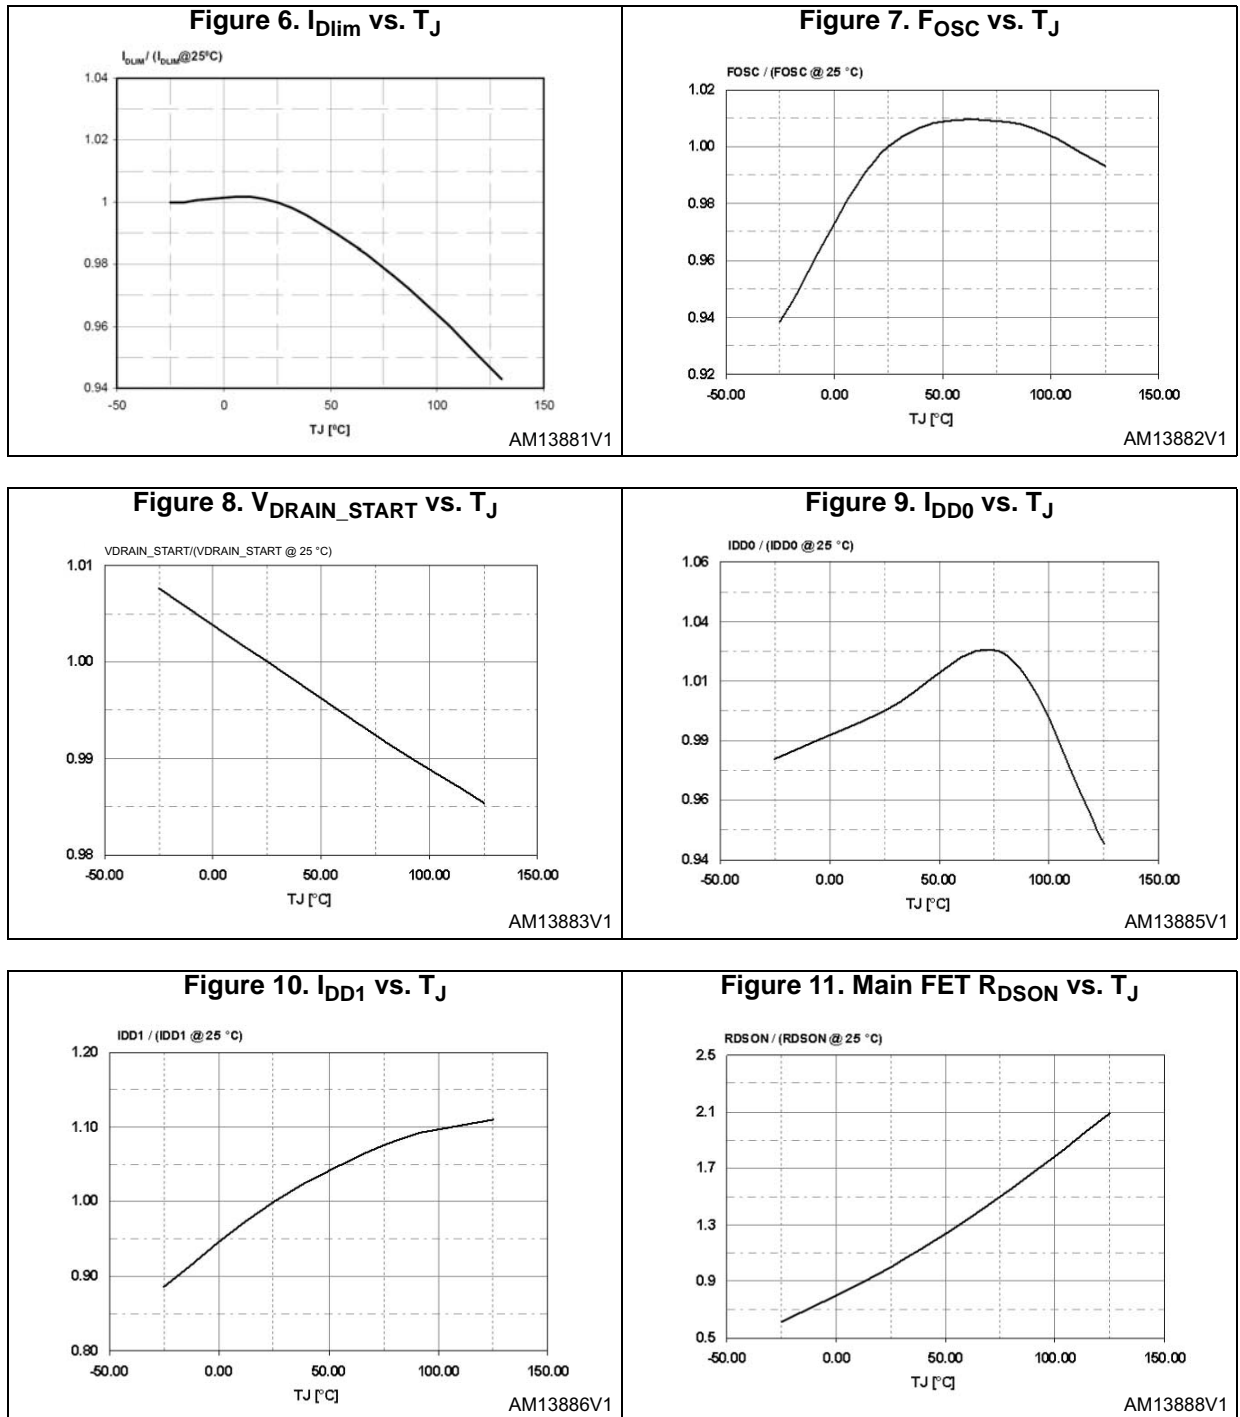 Figure 6. IDlim vs. TJ
IDLIM / (IDLIM@25ºC)
1.04
1.02
1
0.98
0.96
0.94
-50 0 50 100 150
TJ [ºC]
AM13881V1
Figure 7. FOSC vs. TJ
FOSC / (FOSC @ 25 °C)
1.02
1.00
0.98
0.96
0.94
0.92
-50.00 0.00 50.00 100.00 150.00
TJ [°C]
AM13882V1
Figure 8. VDRAIN_START vs. TJ
VDRAIN_START/(VDRAIN_START @ 25 °C)
1.01
1.00
0.99
0.98
-50.00 0.00 50.00 100.00 150.00
TJ [°C]
AM13883V1
Figure 9. IDD0 vs. TJ
IDD0 / (IDD0 @ 25 °C)
1.06
1.04
1.01
0.99
0.96
0.94
-50.00 0.00 50.00 100.00 150.00
TJ [°C]
AM13885V1
Figure 10. IDD1 vs. TJ
IDD1 / (IDD1 @ 25 °C)
1.20
1.10
1.00
0.90
0.80
-50.00 0.00 50.00 100.00 150.00
TJ [°C]
AM13886V1
Figure 11. Main FET RDSON vs. TJ
RDSON / (RDSON @ 25 °C)
2.5
2.1
1.7
1.3
0.9
0.5
-50.00 0.00 50.00 100.00 150.00
TJ [°C]
AM13888V1